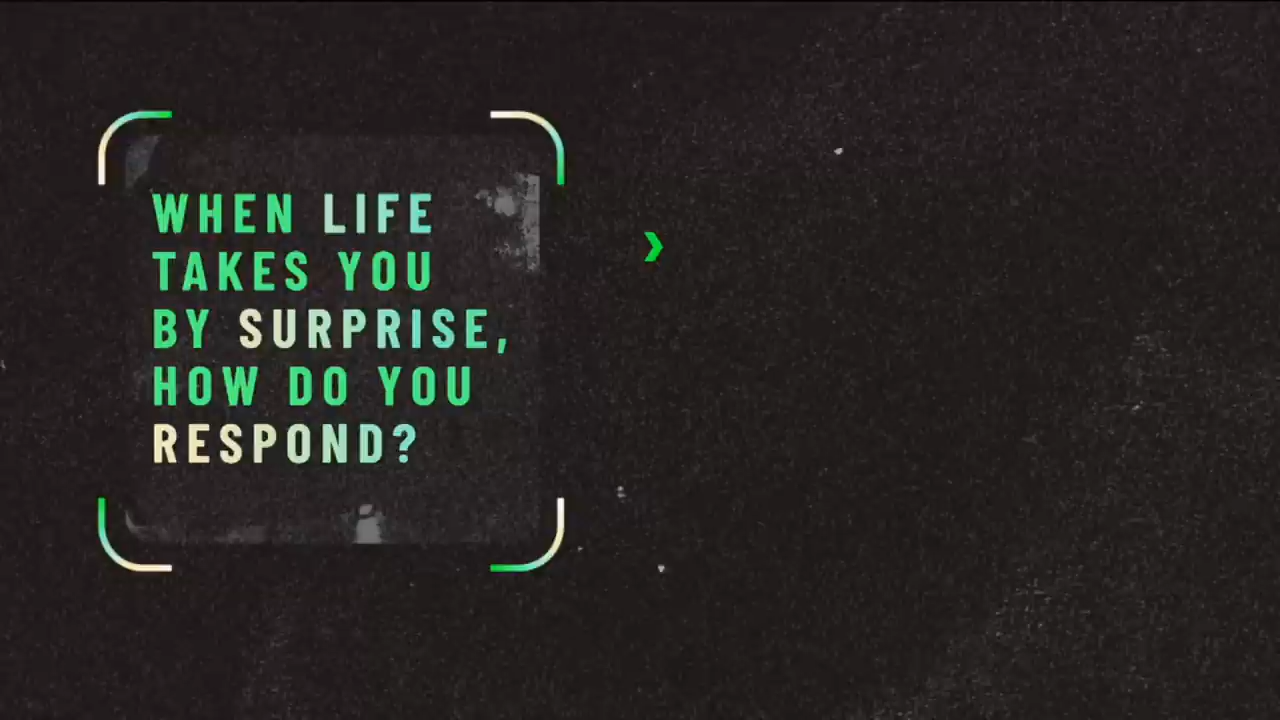 WHEN LIFE
TAKES YOU
BY SURPRISE,
HOW DO YOU
RESPOND?